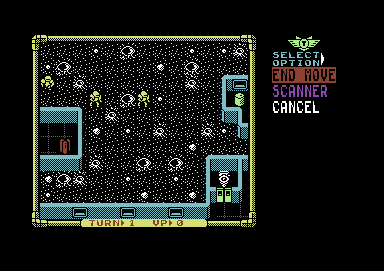 SELECT
OPTION
END MOVE
SCANNER
CANCEL
TURN 1 VP 0